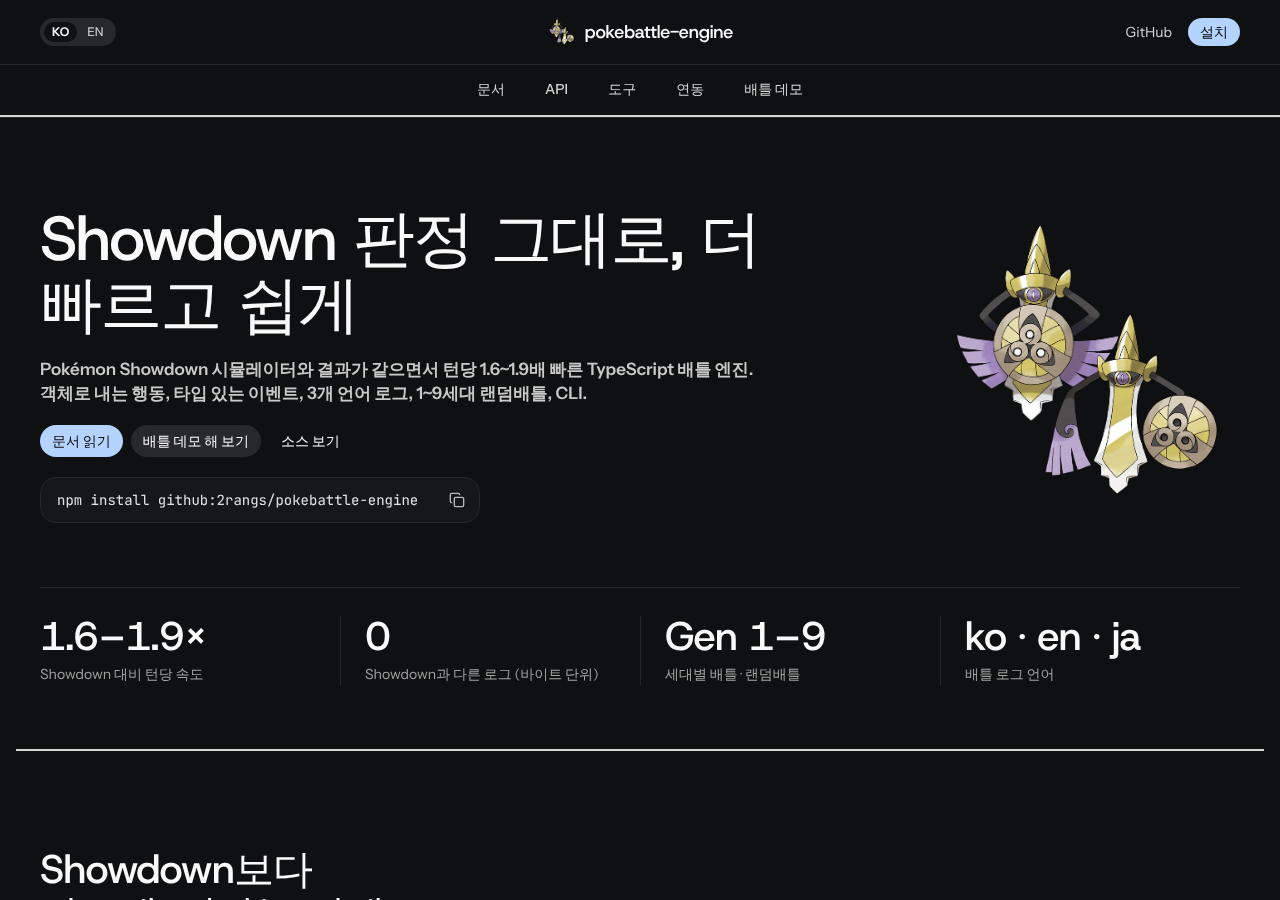 KO EN
pokebattle-engine
GitHub 설치
문서 API 도구 연동 배틀 데모
Showdown 판정 그대로, 더
빠르고 쉽게
Pokémon Showdown 시뮬레이터와 결과가 같으면서 턴당 1.6~1.9배 빠른 TypeScript 배틀 엔진.
객체로 내는 행동, 타입 있는 이벤트, 3개 언어 로그, 1~9세대 랜덤배틀, CLI.
문서 읽기 배틀 데모 해 보기 소스 보기
npm install github:2rangs/pokebattle-engine
1.6–1.9×
Showdown 대비 턴당 속도
0
Showdown과 다른 로그 (바이트 단위)
Gen 1–9
세대별 배틀 · 랜덤배틀
ko · en · ja
배틀 로그 언어
Showdown보다